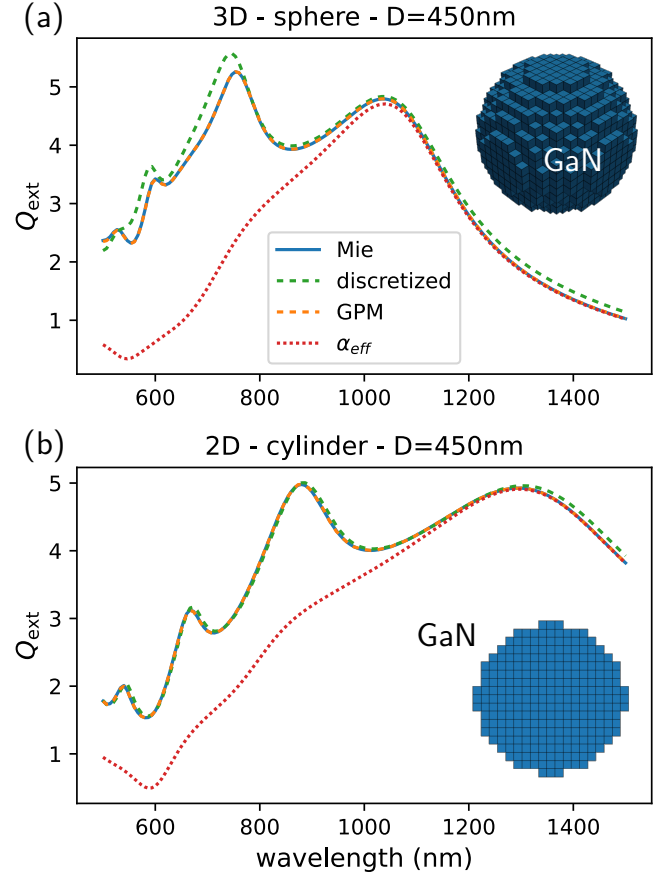 (a) 3D - sphere - D=450nm
5
4
3
2
1
Q_ext
GaN
Mie
discretized
GPM
α_eff
600 800 1000 1200 1400
(b) 2D - cylinder - D=450nm
5
4
3
2
1
Q_ext
GaN
600 800 1000 1200 1400
wavelength (nm)